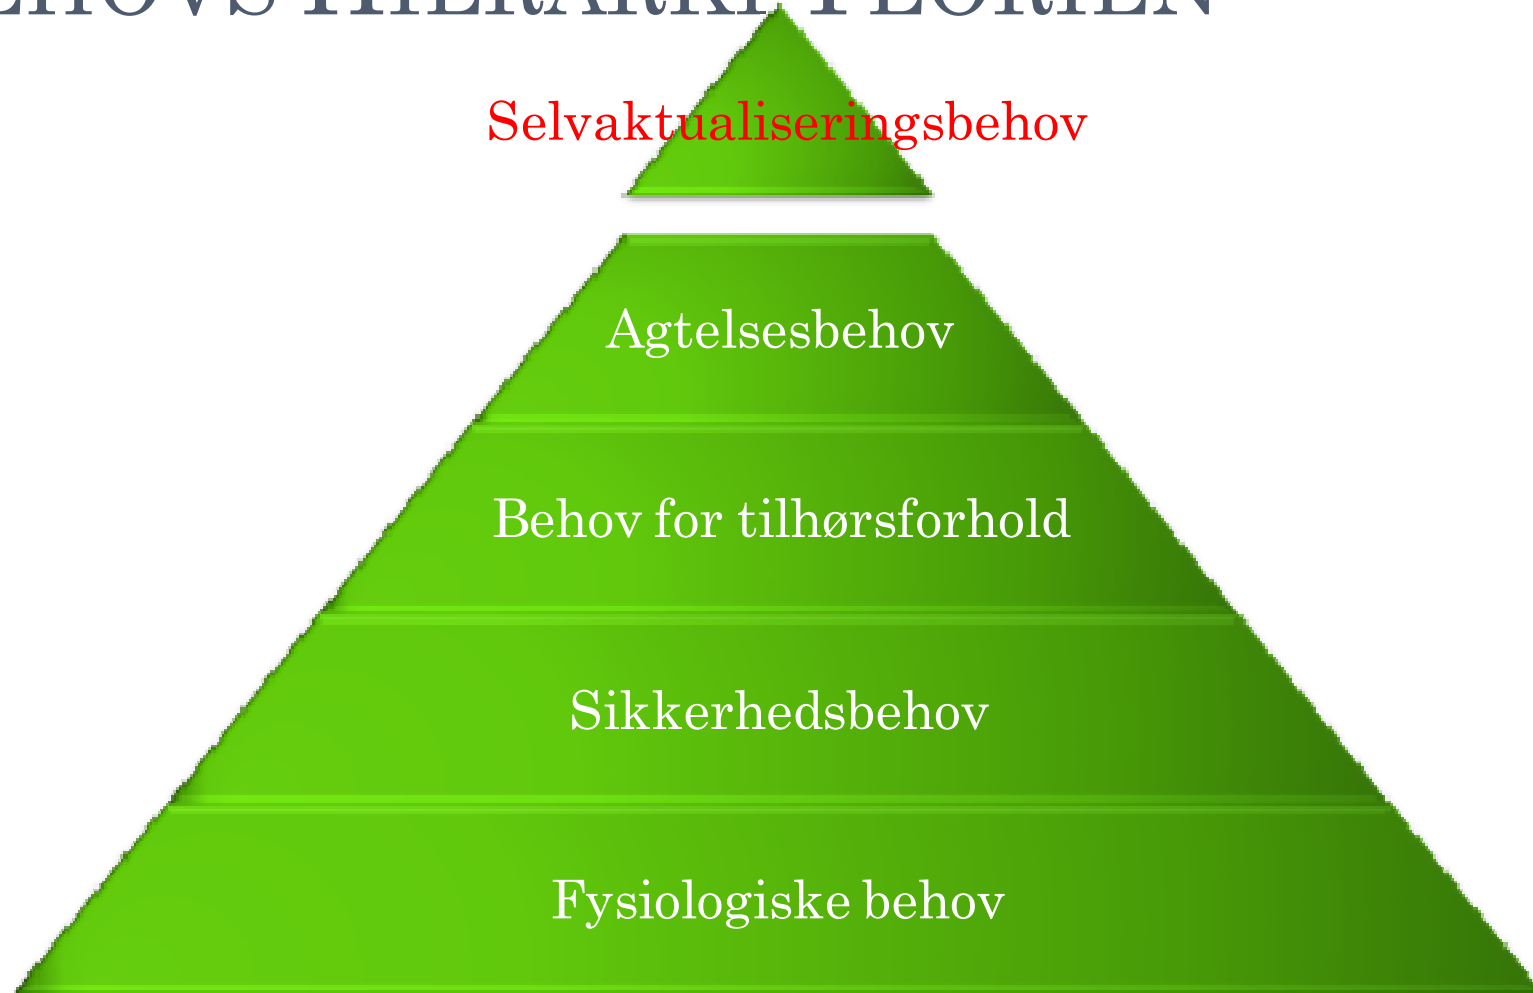 Selvaktualiseringsbehov
Agtelsesbehov
Behov for tilhørsforhold
Sikkerhedsbehov
Fysiologiske behov